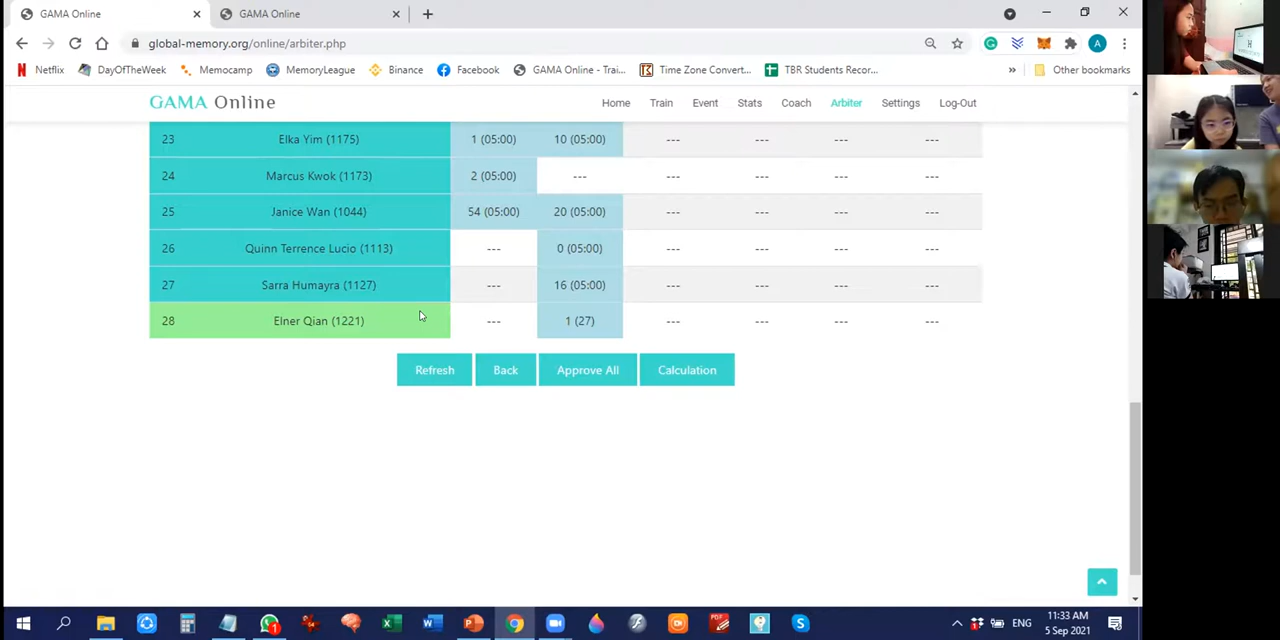 GAMA Online
GAMA Online
global-memory.org/online/arbiter.php
A
Netflix
DayOfTheWeek
Memocamp
MemoryLeague
Binance
Facebook
GAMA Online - Trai...
Time Zone Convert...
TBR Students Recor...
»
Other bookmarks
GAMA Online
Home
Train
Event
Stats
Coach
Arbiter
Settings
Log-Out
23 Elka Yim (1175) 1 (05:00) 10 (05:00) --- --- --- ---
24 Marcus Kwok (1173) 2 (05:00) --- --- --- --- ---
25 Janice Wan (1044) 54 (05:00) 20 (05:00) --- --- --- ---
26 Quinn Terrence Lucio (1113) --- 0 (05:00) --- --- --- ---
27 Sarra Humayra (1127) --- 16 (05:00) --- --- --- ---
28 Elner Qian (1221) --- 1 (27) --- --- --- ---
Refresh
Back
Approve All
Calculation
ENG
11:33 AM
5 Sep 2021